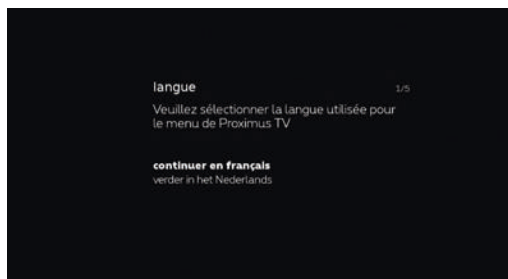 langue
1/5
Veuillez sélectionner la langue utilisée pour
le menu de Proximus TV
continuer en français
verder in het Nederlands